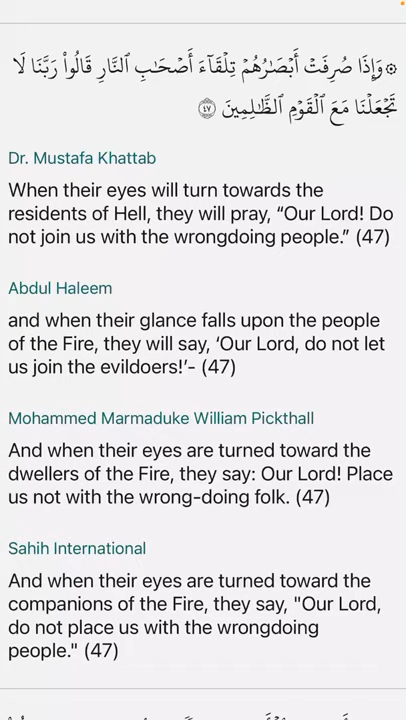 ۞ وَإِذَا صُرِفَتْ أَبْصَـٰرُهُمْ تِلْقَآءَ أَصْحَـٰبِ ٱلنَّارِ قَالُوا۟ رَبَّنَا لَا
تَجْعَلْنَا مَعَ ٱلْقَوْمِ ٱلظَّـٰلِمِينَ ٤٧
Dr. Mustafa Khattab
When their eyes will turn towards the
residents of Hell, they will pray, “Our Lord! Do
not join us with the wrongdoing people.” (47)
Abdul Haleem
and when their glance falls upon the people
of the Fire, they will say, ‘Our Lord, do not let
us join the evildoers!’- (47)
Mohammed Marmaduke William Pickthall
And when their eyes are turned toward the
dwellers of the Fire, they say: Our Lord! Place
us not with the wrong-doing folk. (47)
Sahih International
And when their eyes are turned toward the
companions of the Fire, they say, "Our Lord,
do not place us with the wrongdoing
people." (47)